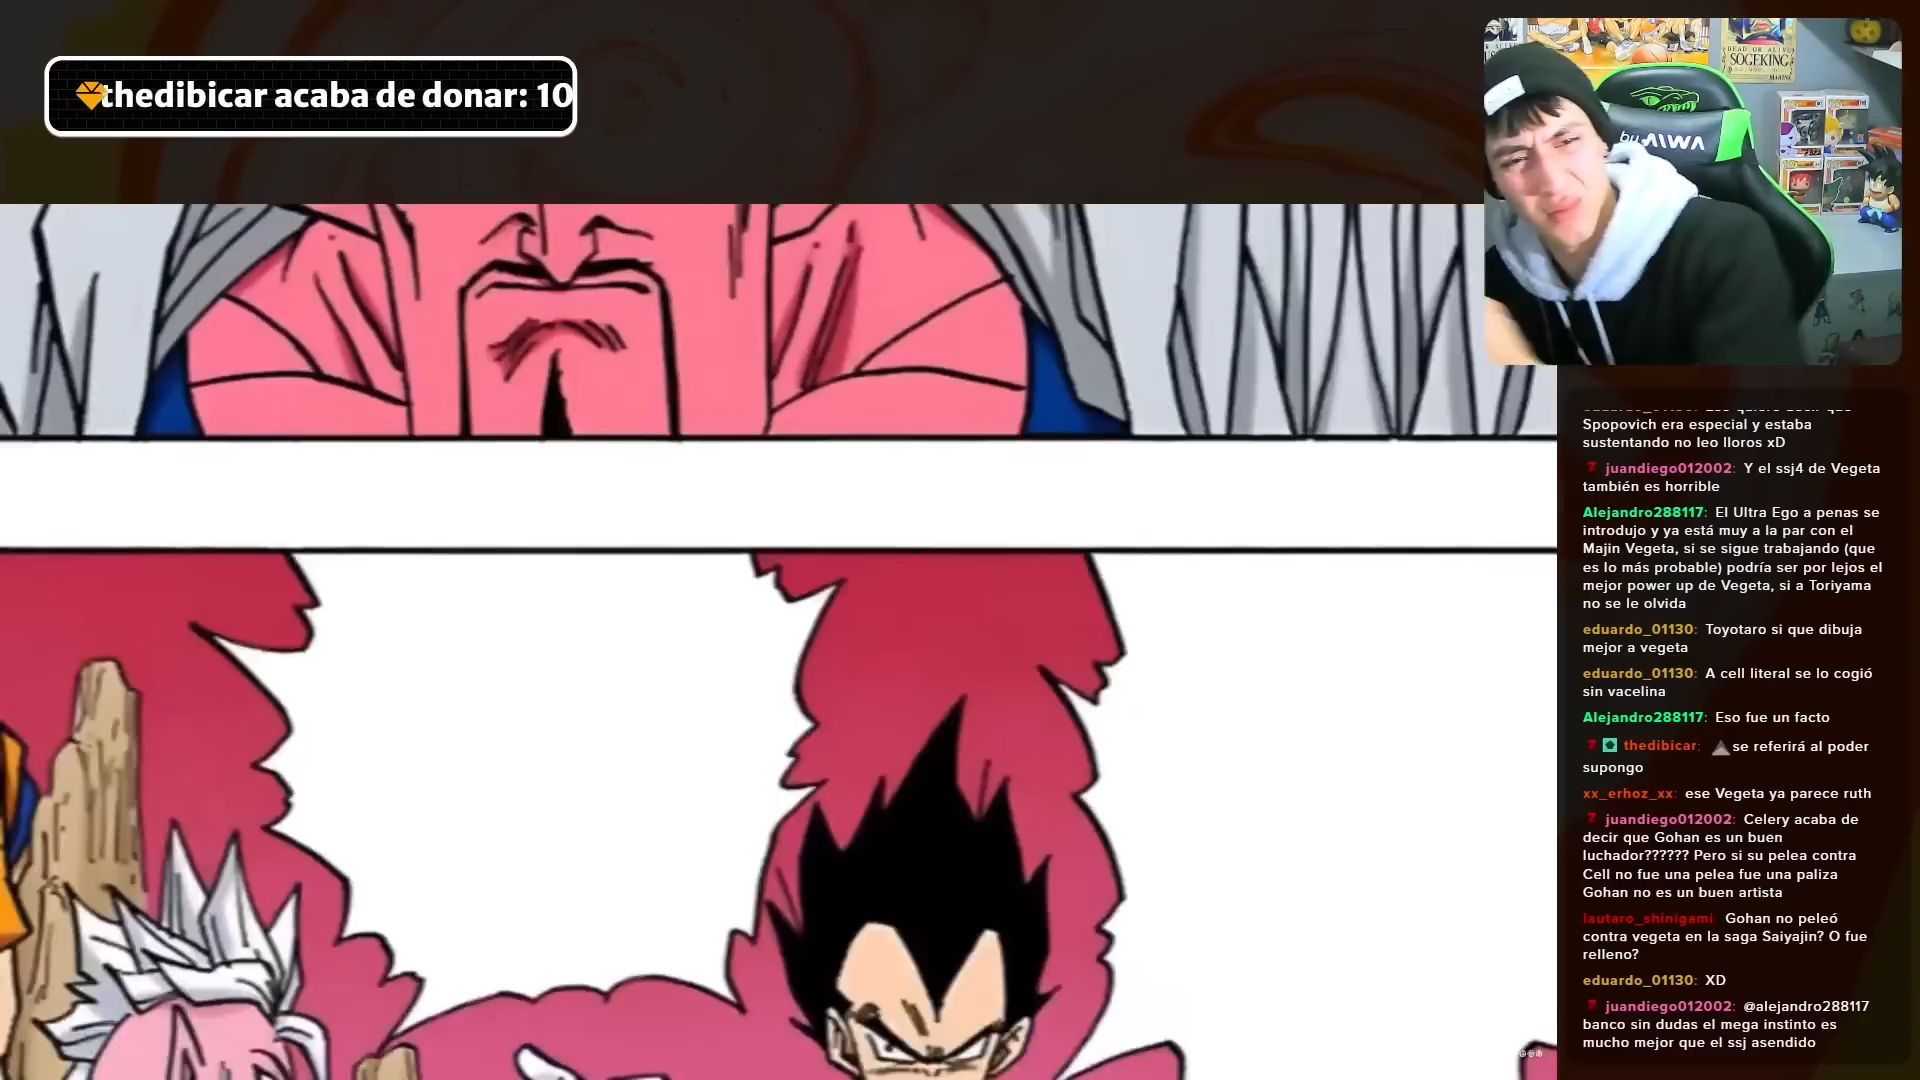 thedibicar acaba de donar: 10
DEAD OR ALIVE
SOGEKING
MARINE
by AIWA
Spopovich era especial y estaba
sustentando no leo lloros xD
juandiego012002: Y el ssj4 de Vegeta
también es horrible
Alejandro288117: El Ultra Ego a penas se
introdujo y ya está muy a la par con el
Majin Vegeta, si se sigue trabajando (que
es lo más probable) podría ser por lejos el
mejor power up de Vegeta, si a Toriyama
no se le olvida
eduardo_01130: Toyotaro si que dibuja
mejor a vegeta
eduardo_01130: A cell literal se lo cogió
sin vacelina
Alejandro288117: Eso fue un facto
thedibicar: se referirá al poder
supongo
xx_erhoz_xx: ese Vegeta ya parece ruth
juandiego012002: Celery acaba de
decir que Gohan es un buen
luchador?????? Pero si su pelea contra
Cell no fue una pelea fue una paliza
Gohan no es un buen artista
lautaro_shinigami: Gohan no peleó
contra vegeta en la saga Saiyajin? O fue
relleno?
eduardo_01130: XD
juandiego012002: @alejandro288117
banco sin dudas el mega instinto es
mucho mejor que el ssj asendido